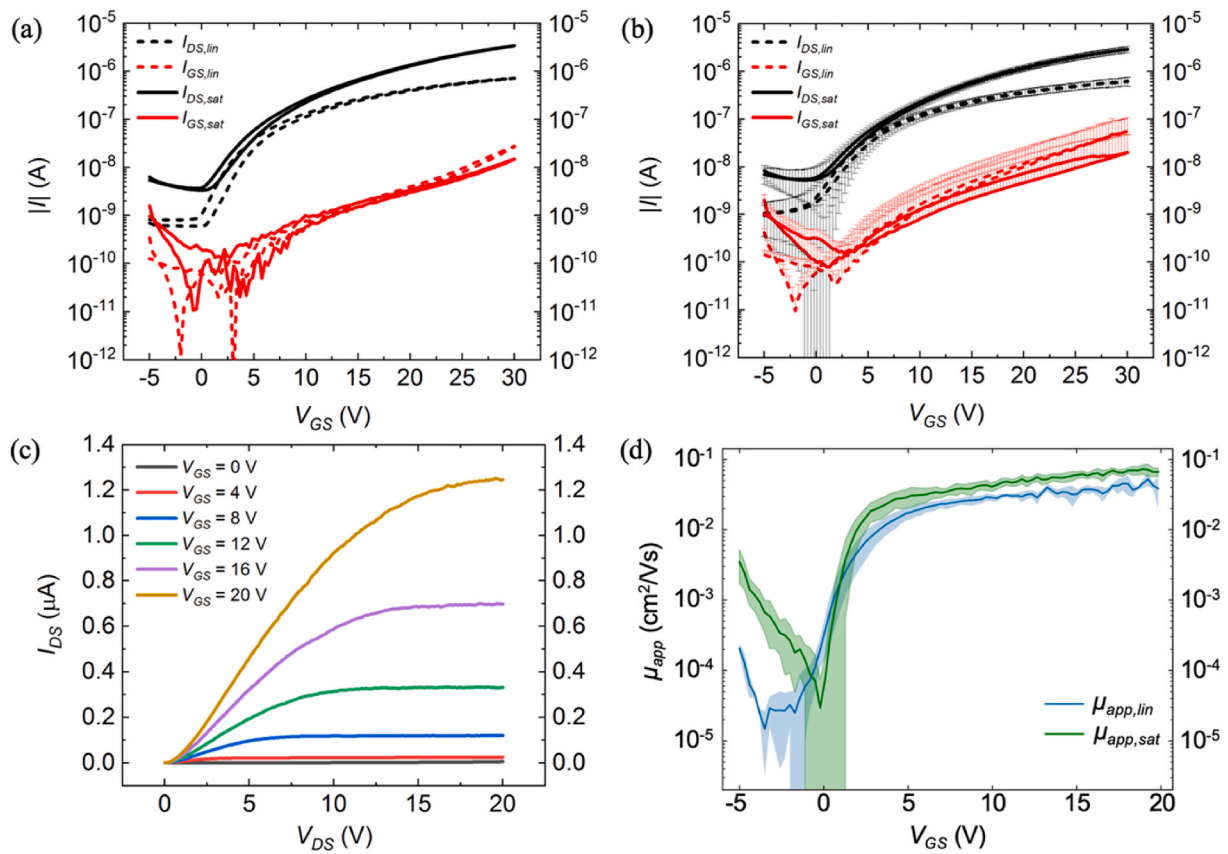 (a)
10⁻⁵
10⁻⁶
10⁻⁷
10⁻⁸
10⁻⁹
10⁻¹⁰
10⁻¹¹
10⁻¹²
|I| (A)
I_DS,lin
I_GS,lin
I_DS,sat
I_GS,sat
10⁻⁵
10⁻⁶
10⁻⁷
10⁻⁸
10⁻⁹
10⁻¹⁰
10⁻¹¹
10⁻¹²
-5 0 5 10 15 20 25 30
V_GS (V)
(b)
10⁻⁵
10⁻⁶
10⁻⁷
10⁻⁸
10⁻⁹
10⁻¹⁰
10⁻¹¹
10⁻¹²
|I| (A)
I_DS,lin
I_GS,lin
I_DS,sat
I_GS,sat
10⁻⁵
10⁻⁶
10⁻⁷
10⁻⁸
10⁻⁹
10⁻¹⁰
10⁻¹¹
10⁻¹²
-5 0 5 10 15 20 25 30
V_GS (V)
(c)
1.4
1.2
1.0
0.8
0.6
0.4
0.2
0.0
I_DS (μA)
V_GS = 0 V
V_GS = 4 V
V_GS = 8 V
V_GS = 12 V
V_GS = 16 V
V_GS = 20 V
1.4
1.2
1.0
0.8
0.6
0.4
0.2
0.0
0 5 10 15 20
V_DS (V)
(d)
10⁻¹
10⁻²
10⁻³
10⁻⁴
10⁻⁵
μ_app (cm²/Vs)
μ_app,lin
μ_app,sat
10⁻¹
10⁻²
10⁻³
10⁻⁴
10⁻⁵
-5 0 5 10 15 20
V_GS (V)